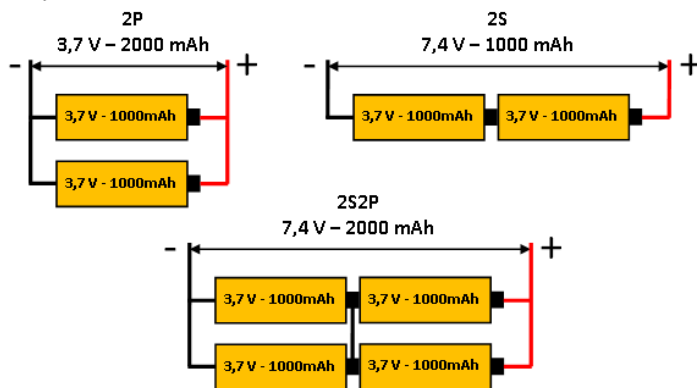 2P
3,7 V – 2000 mAh
- +
3,7 V - 1000mAh
3,7 V - 1000mAh
2S
7,4 V – 1000 mAh
- +
3,7 V - 1000mAh 3,7 V - 1000mAh
2S2P
7,4 V – 2000 mAh
- +
3,7 V - 1000mAh 3,7 V - 1000mAh
3,7 V - 1000mAh 3,7 V - 1000mAh